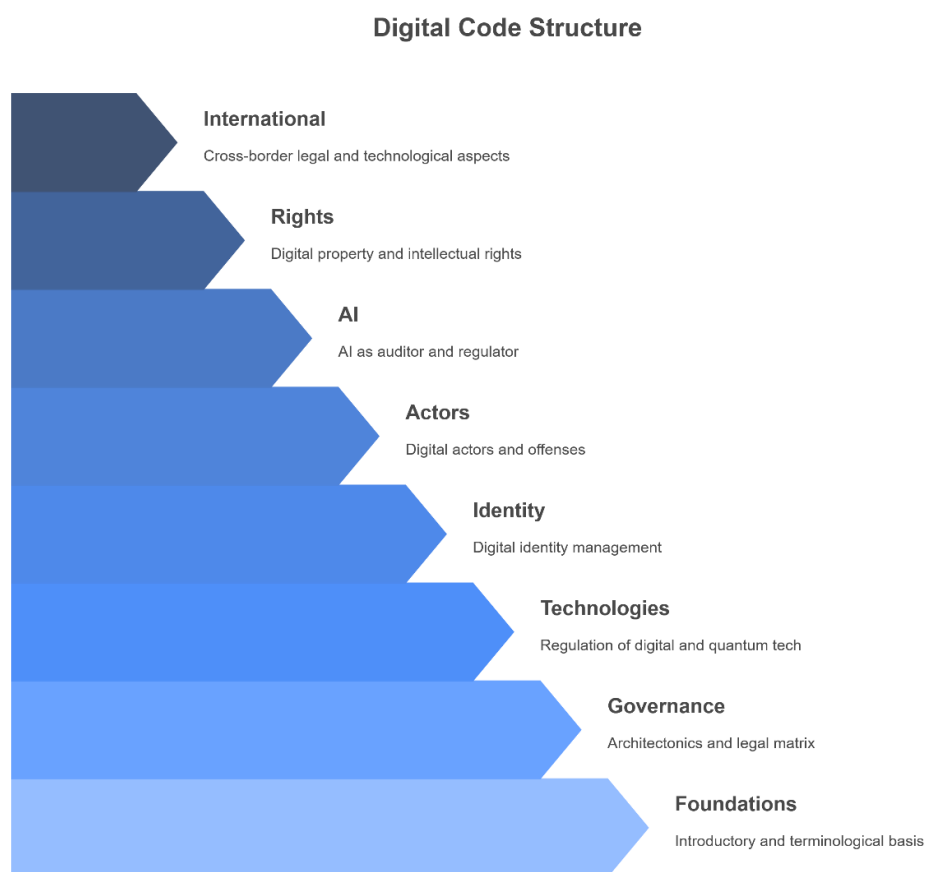 Digital Code Structure
International
Cross-border legal and technological aspects
Rights
Digital property and intellectual rights
AI
AI as auditor and regulator
Actors
Digital actors and offenses
Identity
Digital identity management
Technologies
Regulation of digital and quantum tech
Governance
Architectonics and legal matrix
Foundations
Introductory and terminological basis